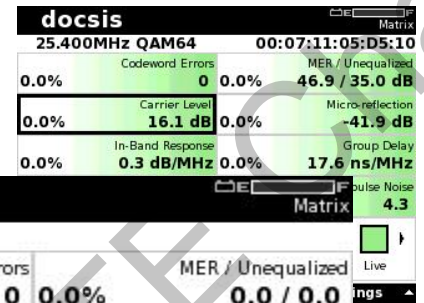 docsis
E F
Matrix
25.400MHz QAM64 00:07:11:05:D5:10
Codeword Errors MER / Unequalized
0.0% 0 0.0% 46.9 / 35.0 dB
Carrier Level Micro-reflection
0.0% 16.1 dB 0.0% -41.9 dB
In-Band Response Group Delay
0.0% 0.3 dB/MHz 0.0% 17.6 ns/MHz
E F
Matrix
Noise
4.3
MER / Unequalized
0 0.0% 0.0 / 0.0
Live